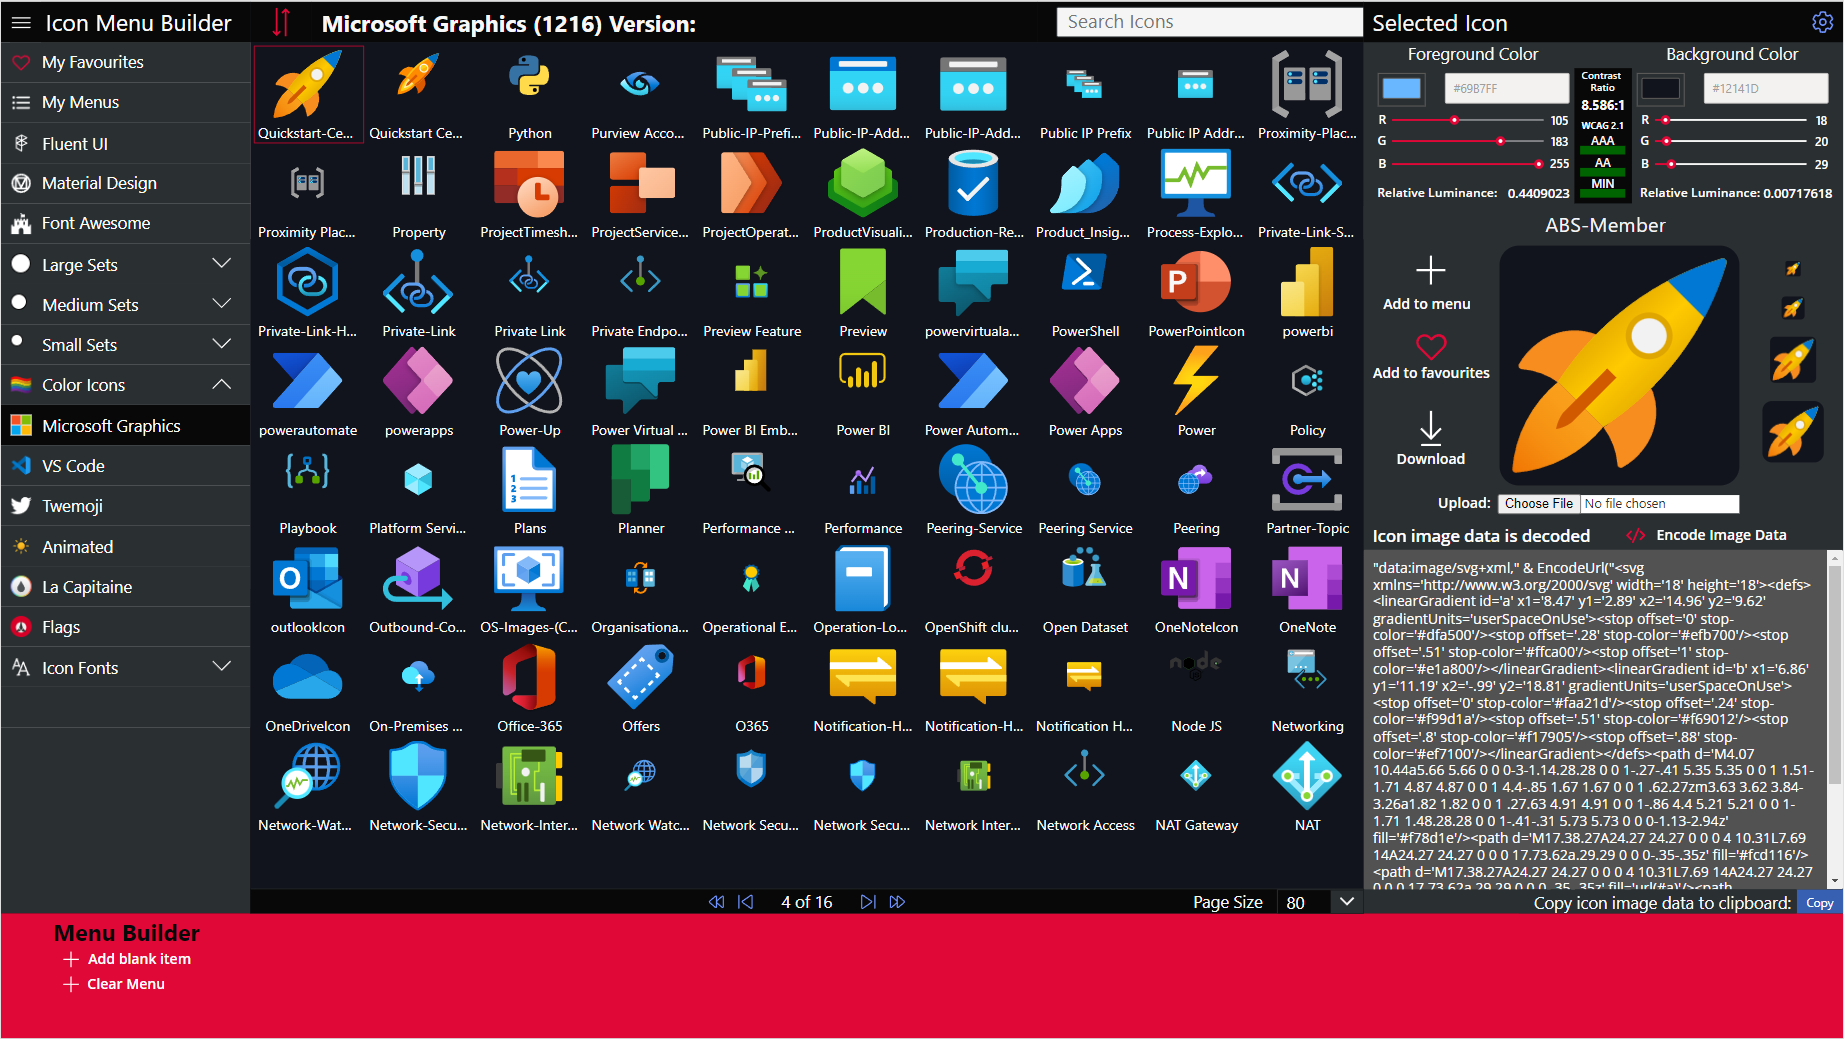 Icon Menu Builder
My Favourites
My Menus
Fluent UI
Material Design
Font Awesome
Large Sets
Medium Sets
Small Sets
Color Icons
Microsoft Graphics
VS Code
Twemoji
Animated
La Capitaine
Flags
Icon Fonts
Microsoft Graphics (1216) Version:
Search Icons
Quickstart-Ce... Quickstart Ce... Python Purview Acco... Public-IP-Prefi... Public-IP-Add... Public-IP-Add... Public IP Prefix Public IP Addr... Proximity-Plac...
Proximity Plac... Property ProjectTimesh... ProjectService... ProjectOperat... ProductVisuali... Production-Re... Product_Insig... Process-Explo... Private-Link-S...
Private-Link-H... Private-Link Private Link Private Endpo... Preview Feature Preview powervirtuala... PowerShell PowerPointIcon powerbi
powerautomate powerapps Power-Up Power Virtual ... Power BI Emb... Power BI Power Autom... Power Apps Power Policy
Playbook Platform Servi... Plans Planner Performance ... Performance Peering-Service Peering Service Peering Partner-Topic
outlookIcon Outbound-Co... OS-Images-(C... Organisationa... Operational E... Operation-Lo... OpenShift clu... Open Dataset OneNoteIcon OneNote
OneDriveIcon On-Premises ... Office-365 Offers O365 Notification-H... Notification-H... Notification H... Node JS Networking
Network-Wat... Network-Secu... Network-Inter... Network Watc... Network Secu... Network Secu... Network Inter... Network Access NAT Gateway NAT
4 of 16
Page Size 80
Selected Icon
Foreground Color
#69B7FF
R 105
G 183
B 255
Relative Luminance: 0.4409023
Contrast
Ratio
8.586:1
WCAG 2.1
AAA
AA
MIN
Background Color
#12141D
R 18
G 20
B 29
Relative Luminance: 0.00717618
ABS-Member
Add to menu
Add to favourites
Download
Upload: Choose File No file chosen
Icon image data is decoded
Encode Image Data
"data:image/svg+xml," & EncodeUrl("<svg
xmlns='http://www.w3.org/2000/svg' width='18' height='18'><defs>
<linearGradient id='a' x1='8.47' y1='2.89' x2='14.96' y2='9.62'
gradientUnits='userSpaceOnUse'><stop offset='0' stop-
color='#dfa500'/><stop offset='.28' stop-color='#efb700'/><stop
offset='.51' stop-color='#ffca00'/><stop offset='1' stop-
color='#e1a800'/></linearGradient><linearGradient id='b' x1='6.86'
y1='11.19' x2='-.99' y2='18.81' gradientUnits='userSpaceOnUse'>
<stop offset='0' stop-color='#faa21d'/><stop offset='.24' stop-
color='#f99d1a'/><stop offset='.51' stop-color='#f69012'/><stop
offset='.8' stop-color='#f17905'/><stop offset='.88' stop-
color='#ef7100'/></linearGradient></defs><path d='M4.07
10.44a5.66 5.66 0 0 0-3-1.14.28.28 0 0 1-.27-.41 5.35 5.35 0 0 1 1.51-
1.71 4.87 4.87 0 0 1 4.4-.85 1.67 1.67 0 0 1 .62.27zm3.63 3.62 3.84-
3.26a1.82 1.82 0 0 1 .27.63 4.91 4.91 0 0 1-.86 4.4 5.21 5.21 0 0 1-
1.71 1.48.28.28 0 0 1-.41-.31 5.73 5.73 0 0 0-1.13-2.94z'
fill='#f78d1e'/><path d='M17.38.27A24.27 24.27 0 0 0 4 10.31L7.69
14A24.27 24.27 0 0 0 17.73.62a.29.29 0 0 0-.35-.35z' fill='#fcd116'/>
<path d='M17.38.27A24.27 24.27 0 0 0 4 10.31L7.69 14A24.27 24.27
0 0 0 17.73.62a.29.29 0 0 0-.35-.35z' fill='url(#a)'/><path
Copy icon image data to clipboard: Copy
Menu Builder
Add blank item
Clear Menu